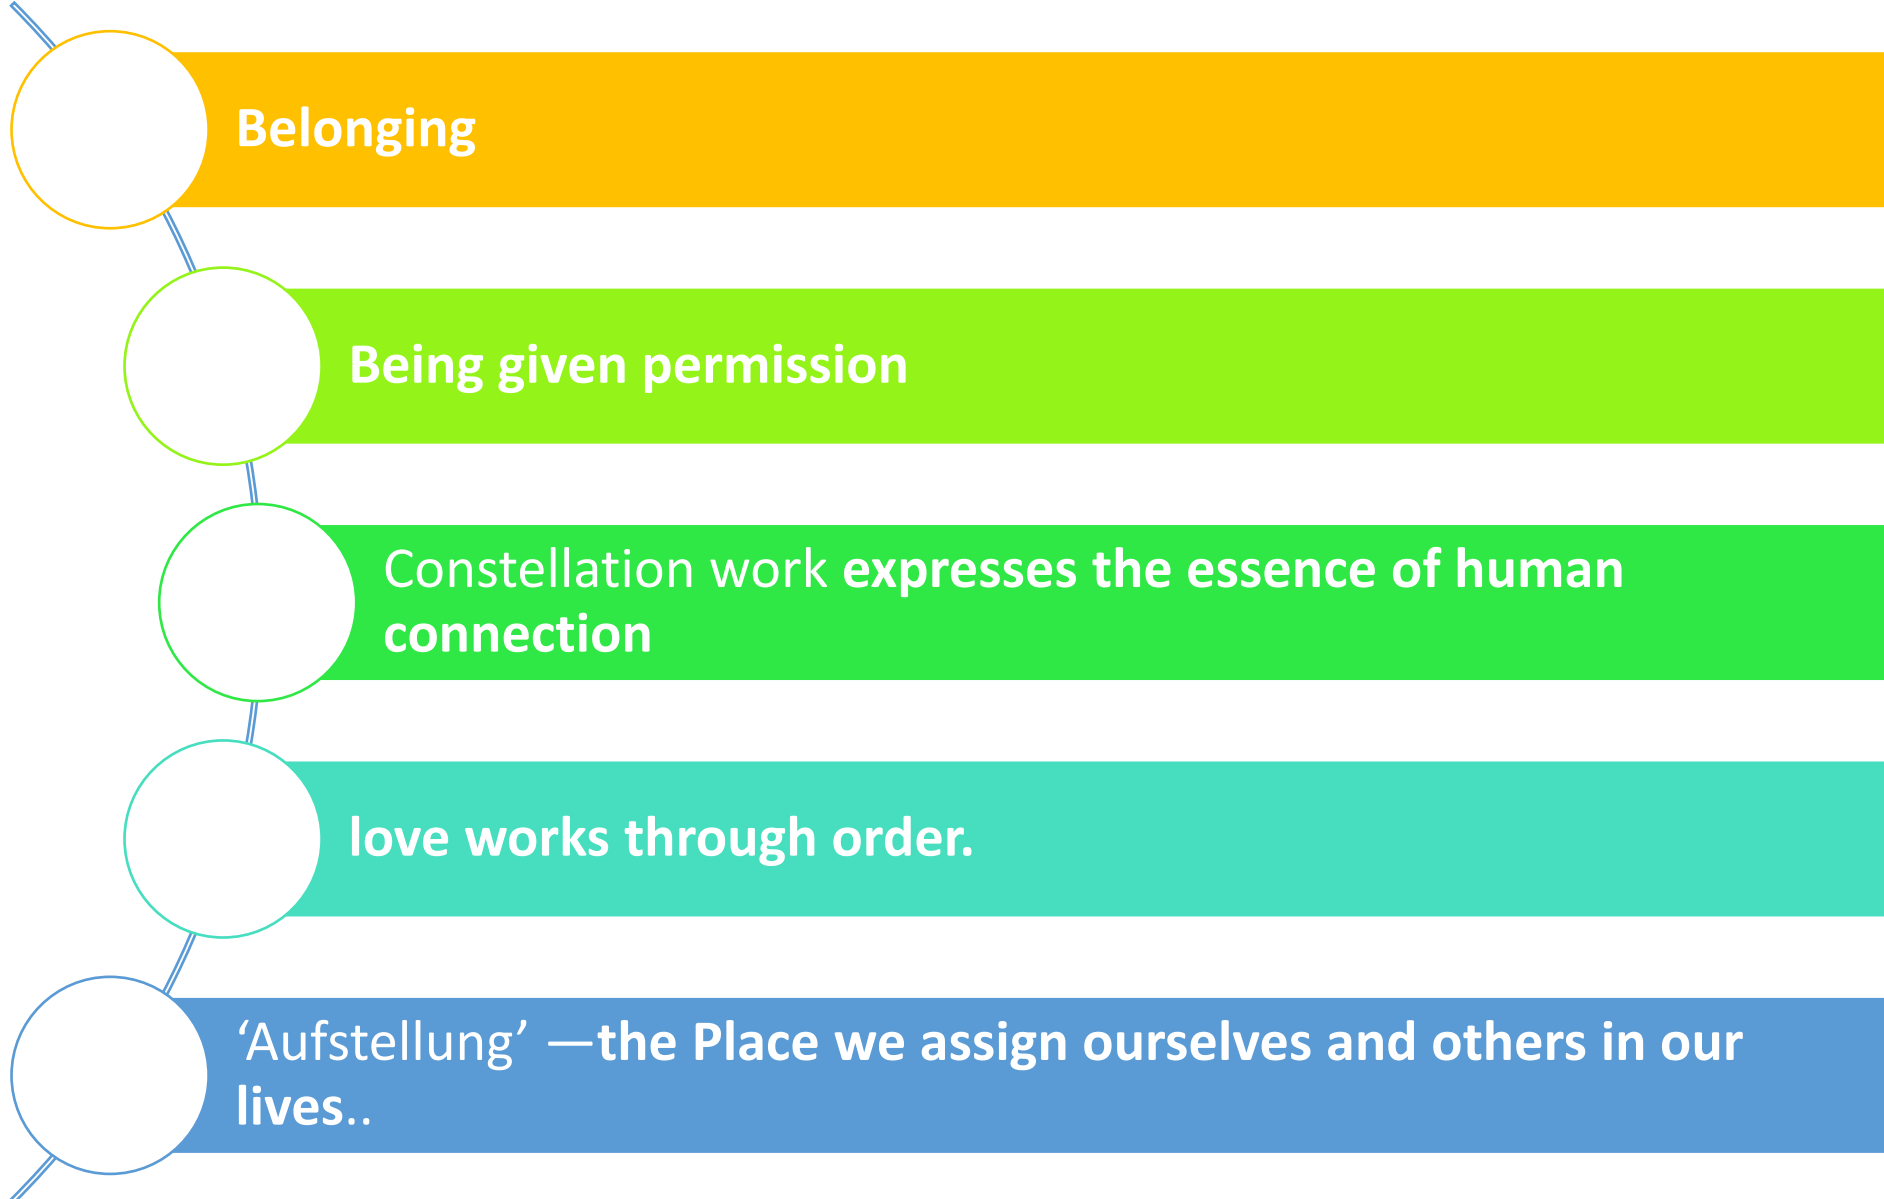 Belonging
Being given permission
Constellation work expresses the essence of human
connection
love works through order.
‘Aufstellung’ —the Place we assign ourselves and others in our
lives..